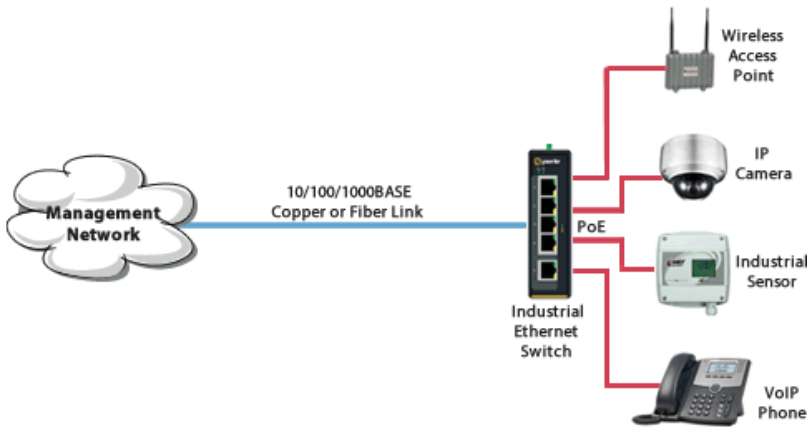 Management
Network
10/100/1000BASE
Copper or Fiber Link
perle
Industrial
Ethernet
Switch
PoE
Wireless
Access
Point
IP
Camera
Industrial
Sensor
VoIP
Phone